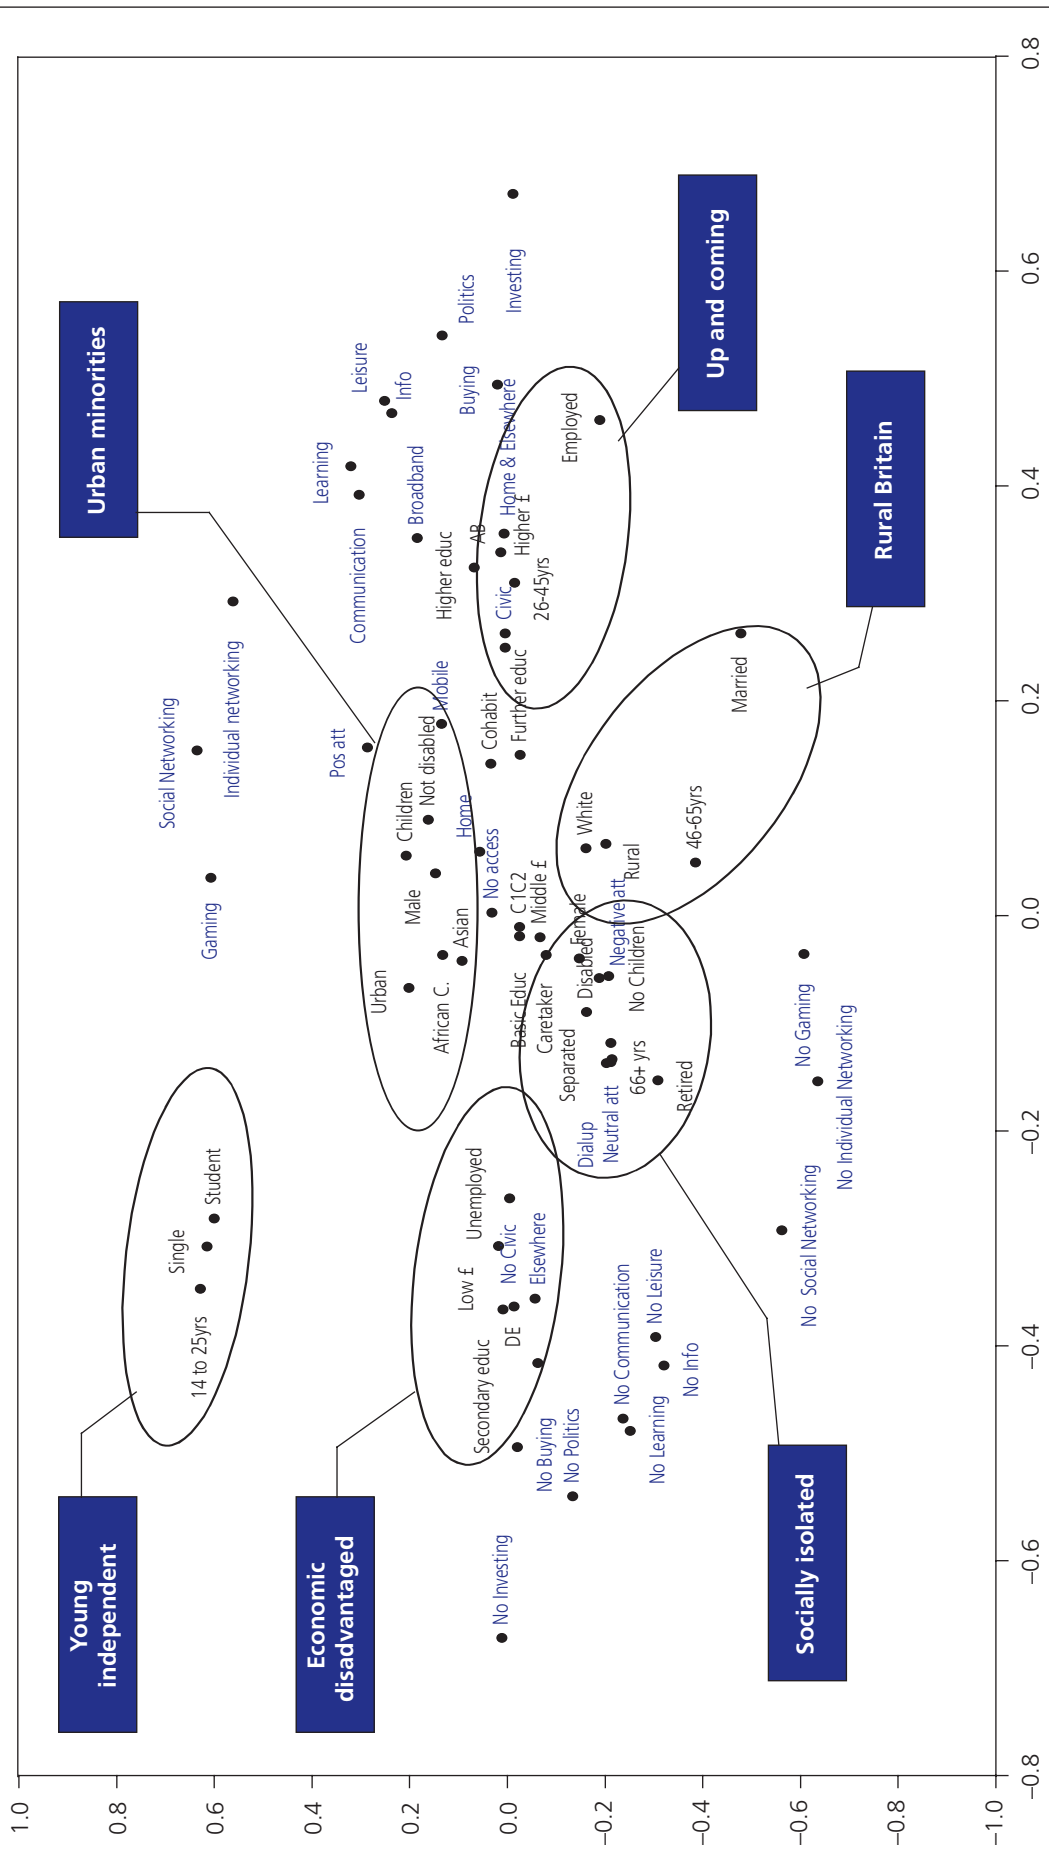 Young
independent
Economic
disadvantaged
Urban minorities
Up and coming
Rural Britain
Socially isolated
Social Networking
Individual networking
Gaming
Single
Student
14 to 25yrs
Pos att
Learning
Leisure
Info
Communication
Broadband
Politics
Buying
Investing
Urban
Male
Children
Not disabled
Mobile
African C.
Asian
Home
No access
Cohabit
Further educ
Higher educ
AB
Home & Elsewhere
Higher £
Civic
26-45yrs
Employed
C1C2
Middle £
Basic Educ
Caretaker
Female
Disabled
Separated
Negative att
No Children
66+ yrs
Retired
Dialup
Neutral att
White
Rural
46-65yrs
Married
Unemployed
Low £
No Civic
Elsewhere
DE
Secondary educ
No Buying
No Politics
No Investing
No Communication
No Leisure
No Learning
No Info
No Gaming
No Individual Networking
No Social Networking
1.0
0.8
0.6
0.4
0.2
0.0
–0.2
–0.4
–0.6
–0.8
–1.0
–0.8
–0.6
–0.4
–0.2
0.0
0.2
0.4
0.6
0.8